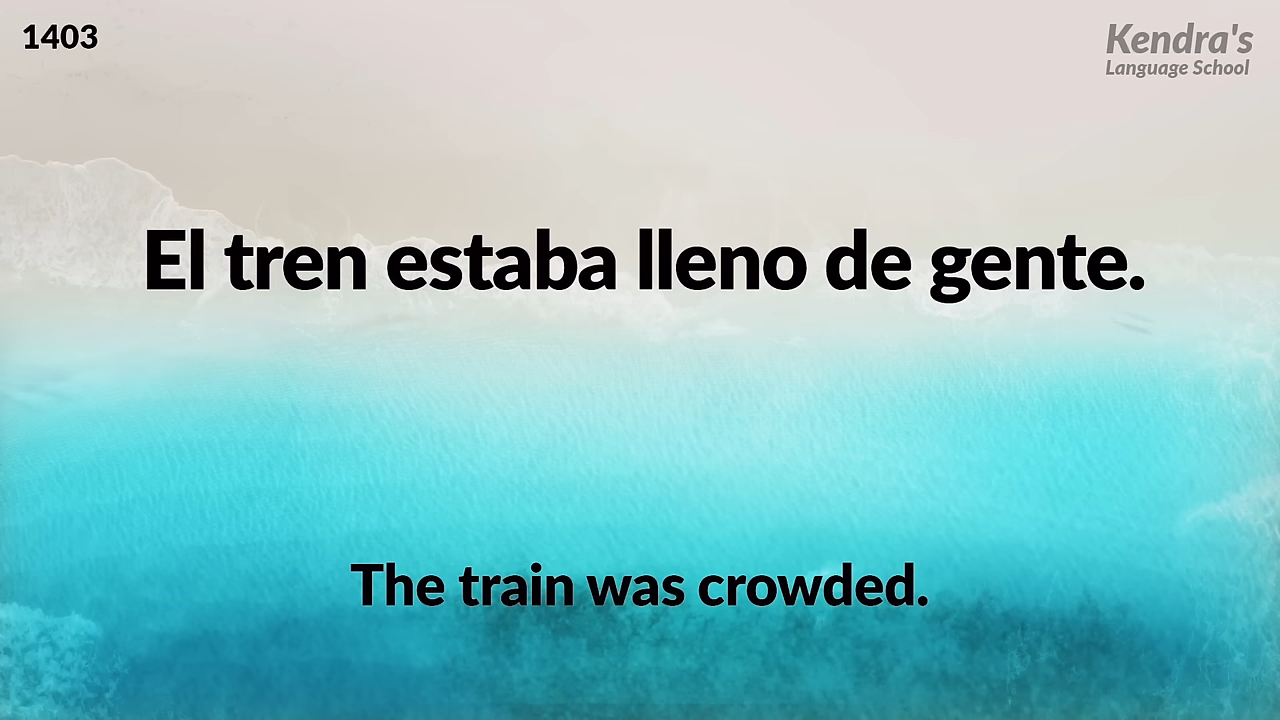 1403
Kendra's
Language School
El tren estaba lleno de gente.
The train was crowded.